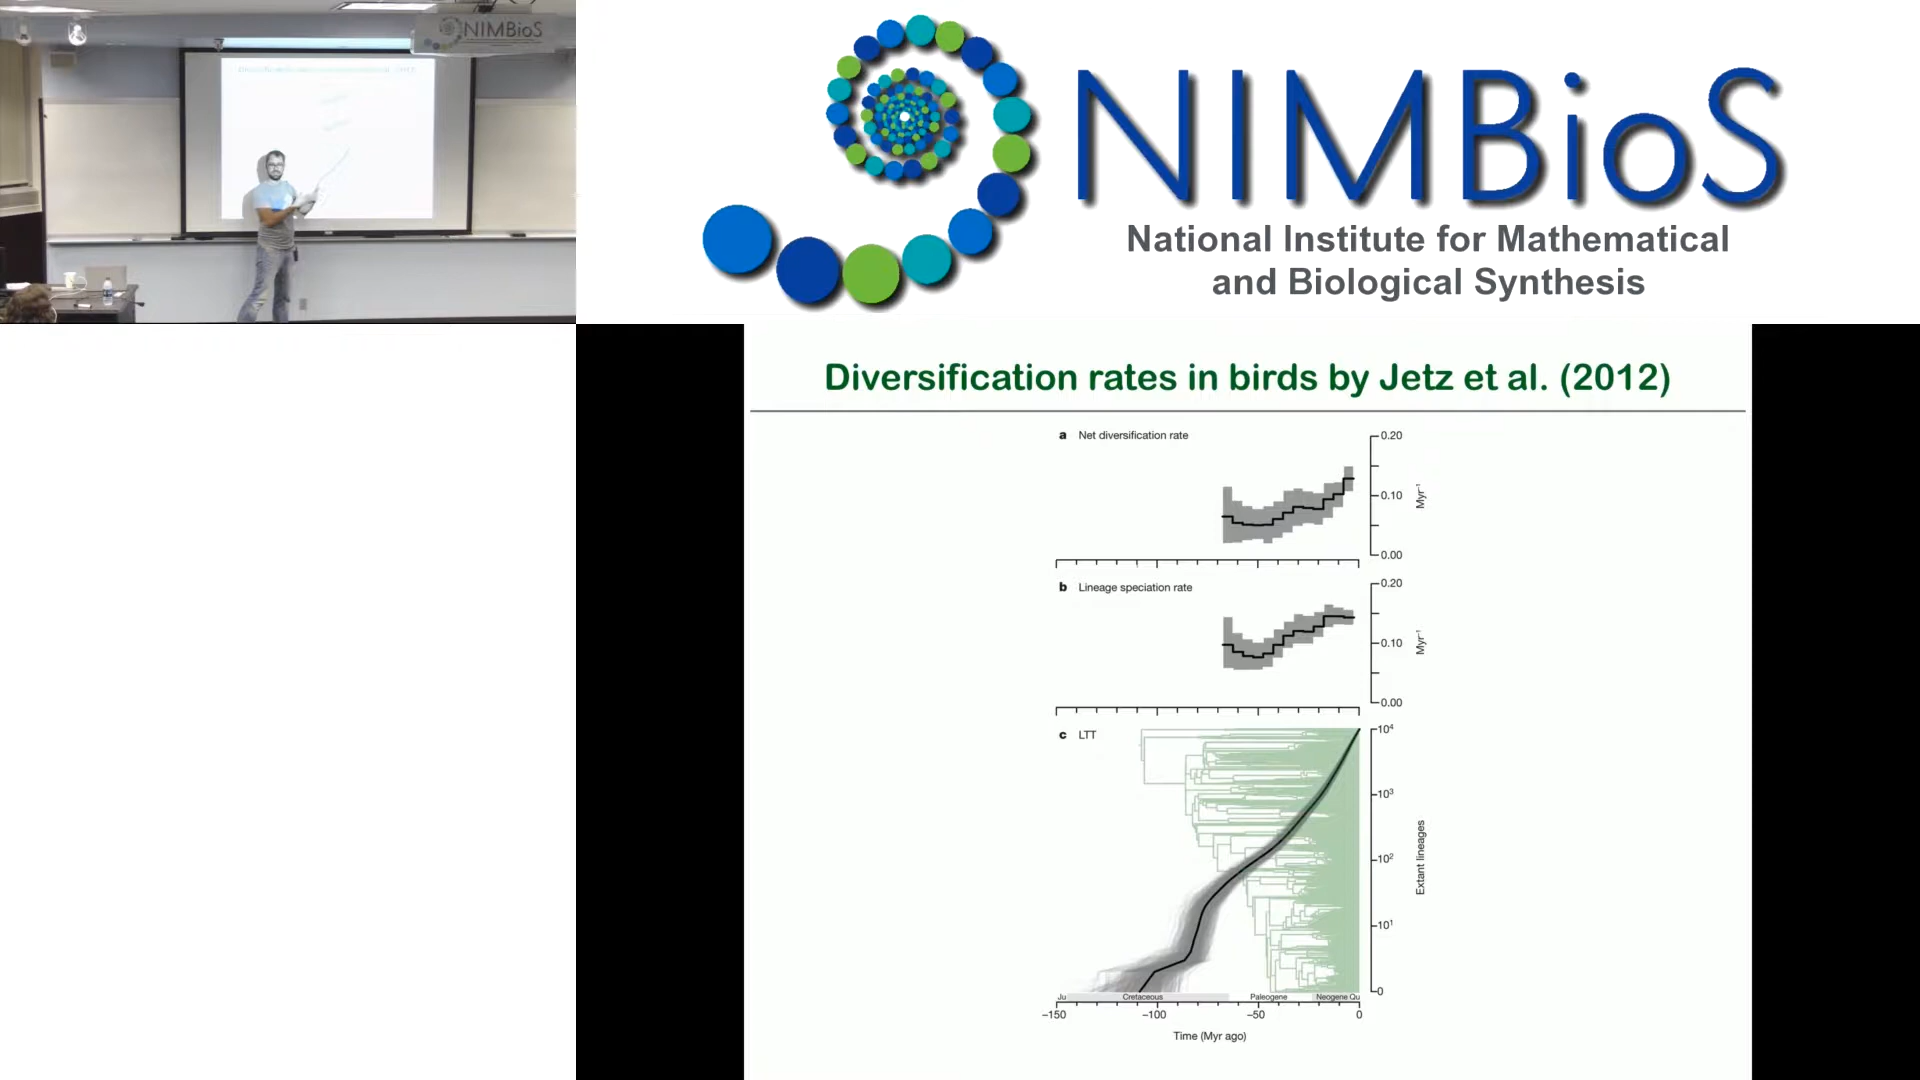 NIMBioS
NIMBioS
National Institute for Mathematical
and Biological Synthesis
Diversification rates in birds by Jetz et al. (2012)
a Net diversification rate
0.20
0.10
0.00
Myr⁻¹
b Lineage speciation rate
0.20
0.10
0.00
Myr⁻¹
c LTT
10⁴
10³
10²
10¹
0
Extant lineages
Ju Cretaceous Paleogene Neogene Qu
−150 −100 −50 0
Time (Myr ago)